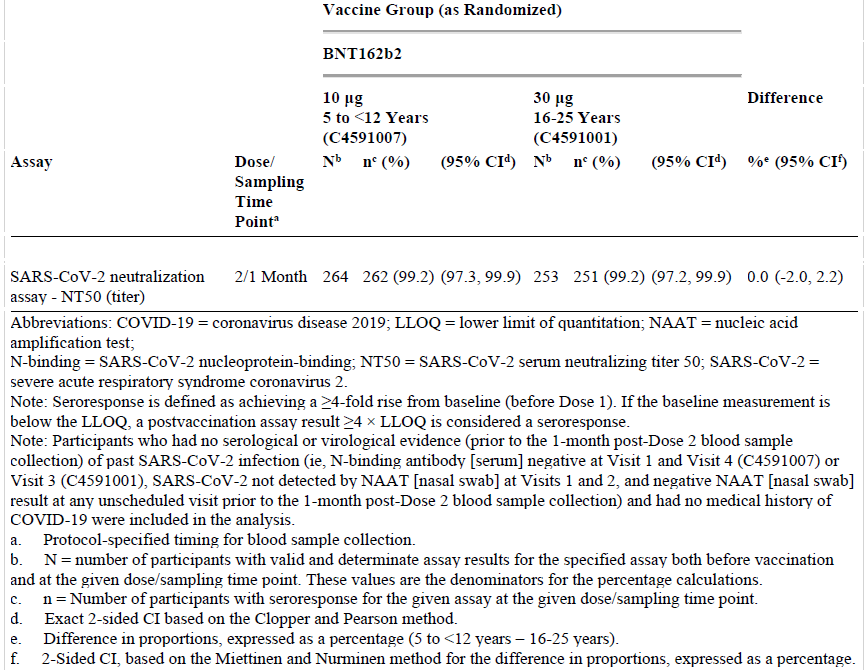 Vaccine Group (as Randomized)
BNT162b2
10 μg 30 μg Difference
5 to <12 Years 16-25 Years
(C4591007) (C4591001)
Assay Dose/ Nᵇ nᶜ (%) (95% CIᵈ) Nᵇ nᶜ (%) (95% CIᵈ) %ᵉ (95% CIᶠ)
Sampling
Time
Pointᵃ
SARS-CoV-2 neutralization 2/1 Month 264 262 (99.2) (97.3, 99.9) 253 251 (99.2) (97.2, 99.9) 0.0 (-2.0, 2.2)
assay - NT50 (titer)
Abbreviations: COVID-19 = coronavirus disease 2019; LLOQ = lower limit of quantitation; NAAT = nucleic acid
amplification test;
N-binding = SARS-CoV-2 nucleoprotein-binding; NT50 = SARS-CoV-2 serum neutralizing titer 50; SARS-CoV-2 =
severe acute respiratory syndrome coronavirus 2.
Note: Seroresponse is defined as achieving a ≥4-fold rise from baseline (before Dose 1). If the baseline measurement is
below the LLOQ, a postvaccination assay result ≥4 × LLOQ is considered a seroresponse.
Note: Participants who had no serological or virological evidence (prior to the 1-month post-Dose 2 blood sample
collection) of past SARS-CoV-2 infection (ie, N-binding antibody [serum] negative at Visit 1 and Visit 4 (C4591007) or
Visit 3 (C4591001), SARS-CoV-2 not detected by NAAT [nasal swab] at Visits 1 and 2, and negative NAAT [nasal swab]
result at any unscheduled visit prior to the 1-month post-Dose 2 blood sample collection) and had no medical history of
COVID-19 were included in the analysis.
a. Protocol-specified timing for blood sample collection.
b. N = number of participants with valid and determinate assay results for the specified assay both before vaccination
and at the given dose/sampling time point. These values are the denominators for the percentage calculations.
c. n = Number of participants with seroresponse for the given assay at the given dose/sampling time point.
d. Exact 2-sided CI based on the Clopper and Pearson method.
e. Difference in proportions, expressed as a percentage (5 to <12 years – 16-25 years).
f. 2-Sided CI, based on the Miettinen and Nurminen method for the difference in proportions, expressed as a percentage.